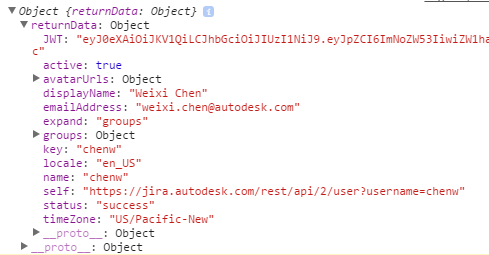 ▼ Object {returnData: Object} i
▼ returnData: Object
JWT: "eyJ0eXAiOiJKV1QiLCJhbGciOiJIUzI1NiJ9.eyJpZCI6ImNoZW53IiwiZW1ha
c"
active: true
▶ avatarUrls: Object
displayName: "Weixi Chen"
emailAddress: "weixi.chen@autodesk.com"
expand: "groups"
▶ groups: Object
key: "chenw"
locale: "en_US"
name: "chenw"
self: "https://jira.autodesk.com/rest/api/2/user?username=chenw"
status: "success"
timeZone: "US/Pacific-New"
▶ __proto__: Object
▶ __proto__: Object